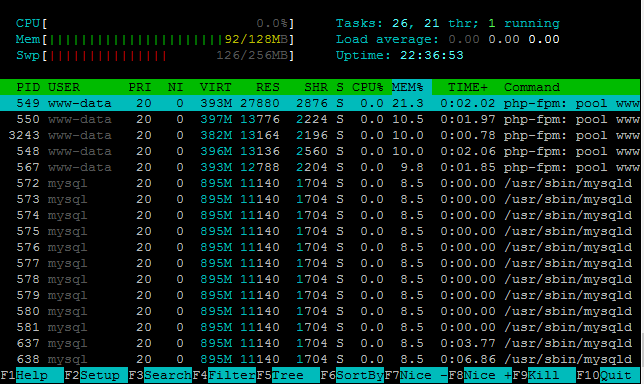 CPU[ 0.0%] Tasks: 26, 21 thr; 1 running
Mem[||||||||||||||||||||||92/128MB] Load average: 0.00 0.00 0.00
Swp[||||||||||||||| 126/256MB] Uptime: 22:36:53
PID USER PRI NI VIRT RES SHR S CPU% MEM% TIME+ Command
549 www-data 20 0 393M 27880 2876 S 0.0 21.3 0:02.02 php-fpm: pool www
550 www-data 20 0 397M 13776 2224 S 0.0 10.5 0:01.97 php-fpm: pool www
3243 www-data 20 0 382M 13164 2196 S 0.0 10.0 0:00.78 php-fpm: pool www
548 www-data 20 0 396M 13136 2560 S 0.0 10.0 0:02.06 php-fpm: pool www
567 www-data 20 0 393M 12788 2204 S 0.0 9.8 0:01.85 php-fpm: pool www
572 mysql 20 0 895M 11140 1704 S 0.0 8.5 0:00.00 /usr/sbin/mysqld
573 mysql 20 0 895M 11140 1704 S 0.0 8.5 0:00.00 /usr/sbin/mysqld
574 mysql 20 0 895M 11140 1704 S 0.0 8.5 0:00.00 /usr/sbin/mysqld
575 mysql 20 0 895M 11140 1704 S 0.0 8.5 0:00.00 /usr/sbin/mysqld
576 mysql 20 0 895M 11140 1704 S 0.0 8.5 0:00.00 /usr/sbin/mysqld
577 mysql 20 0 895M 11140 1704 S 0.0 8.5 0:00.00 /usr/sbin/mysqld
578 mysql 20 0 895M 11140 1704 S 0.0 8.5 0:00.00 /usr/sbin/mysqld
579 mysql 20 0 895M 11140 1704 S 0.0 8.5 0:00.00 /usr/sbin/mysqld
580 mysql 20 0 895M 11140 1704 S 0.0 8.5 0:00.00 /usr/sbin/mysqld
581 mysql 20 0 895M 11140 1704 S 0.0 8.5 0:00.00 /usr/sbin/mysqld
637 mysql 20 0 895M 11140 1704 S 0.0 8.5 0:03.77 /usr/sbin/mysqld
638 mysql 20 0 895M 11140 1704 S 0.0 8.5 0:06.86 /usr/sbin/mysqld
F1Help F2Setup F3SearchF4FilterF5Tree F6SortByF7Nice -F8Nice +F9Kill F10Quit